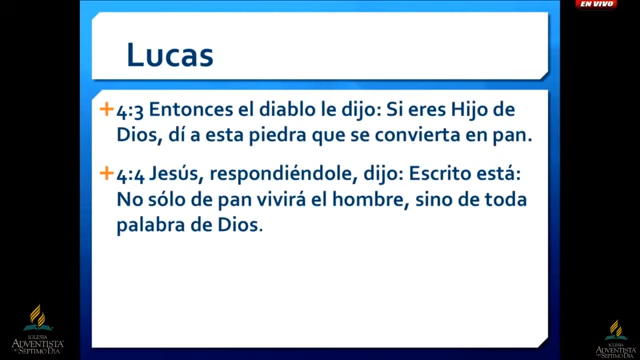 EN VIVO
Lucas
4:3 Entonces el diablo le dijo: Si eres Hijo de
Dios, dí a esta piedra que se convierta en pan.
4:4 Jesús, respondiéndole, dijo: Escrito está:
No sólo de pan vivirá el hombre, sino de toda
palabra de Dios.
IGLESIA
ADVENTISTA
DEL SÉPTIMO DÍA
IGLESIA
ADVENTISTA
DEL SÉPTIMO DÍA